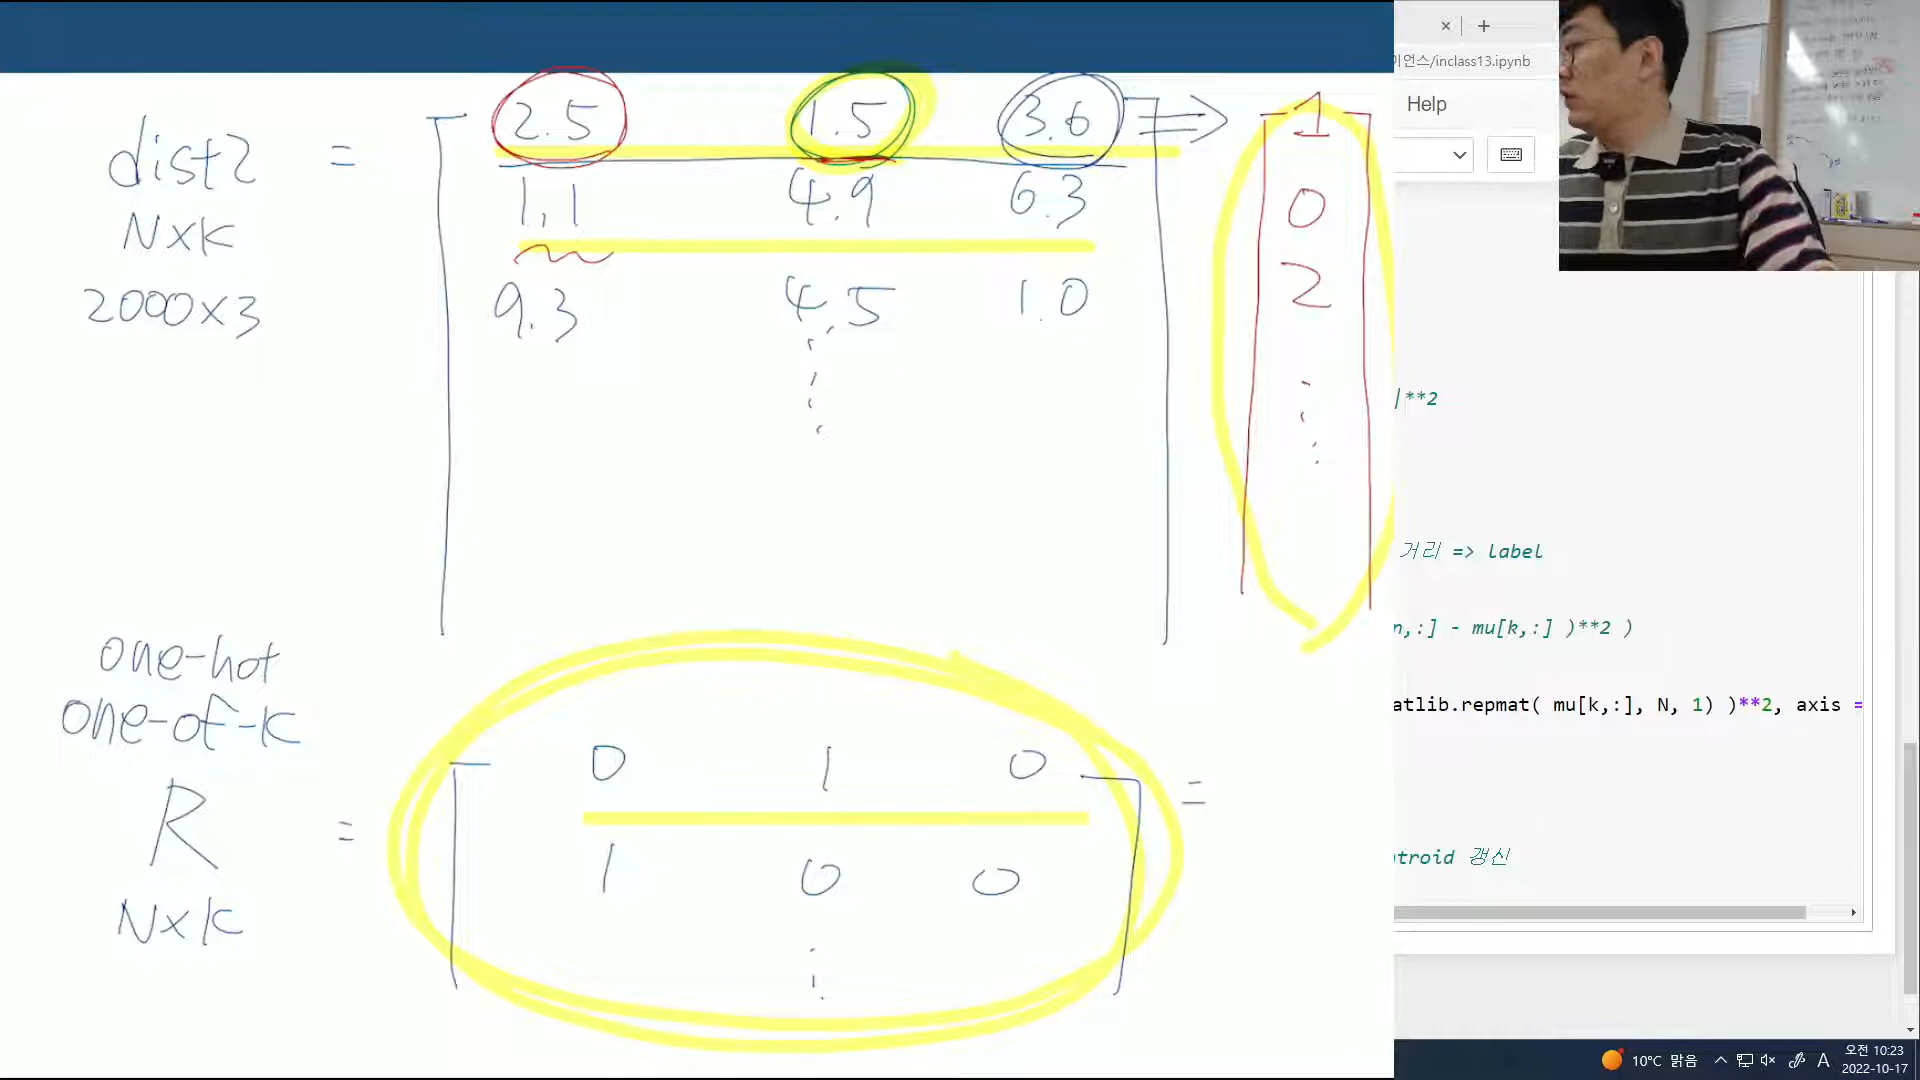 dist2 =
N×K
2000×3
2.5 1.5 3.6 ⇒ 1
1.1 4.9 6.3 0
9.3 4.5 1.0 2
one-hot
one-of-K
R =
N×K
0 1 0 =
1 0 0
이언스/inclass13.ipynb
Help
|**2
거리 => label
n,:] - mu[k,:] )**2 )
atlib.repmat( mu[k,:], N, 1) )**2, axis =
ntroid 갱신
10°C 맑음
A
오전 10:23
2022-10-17